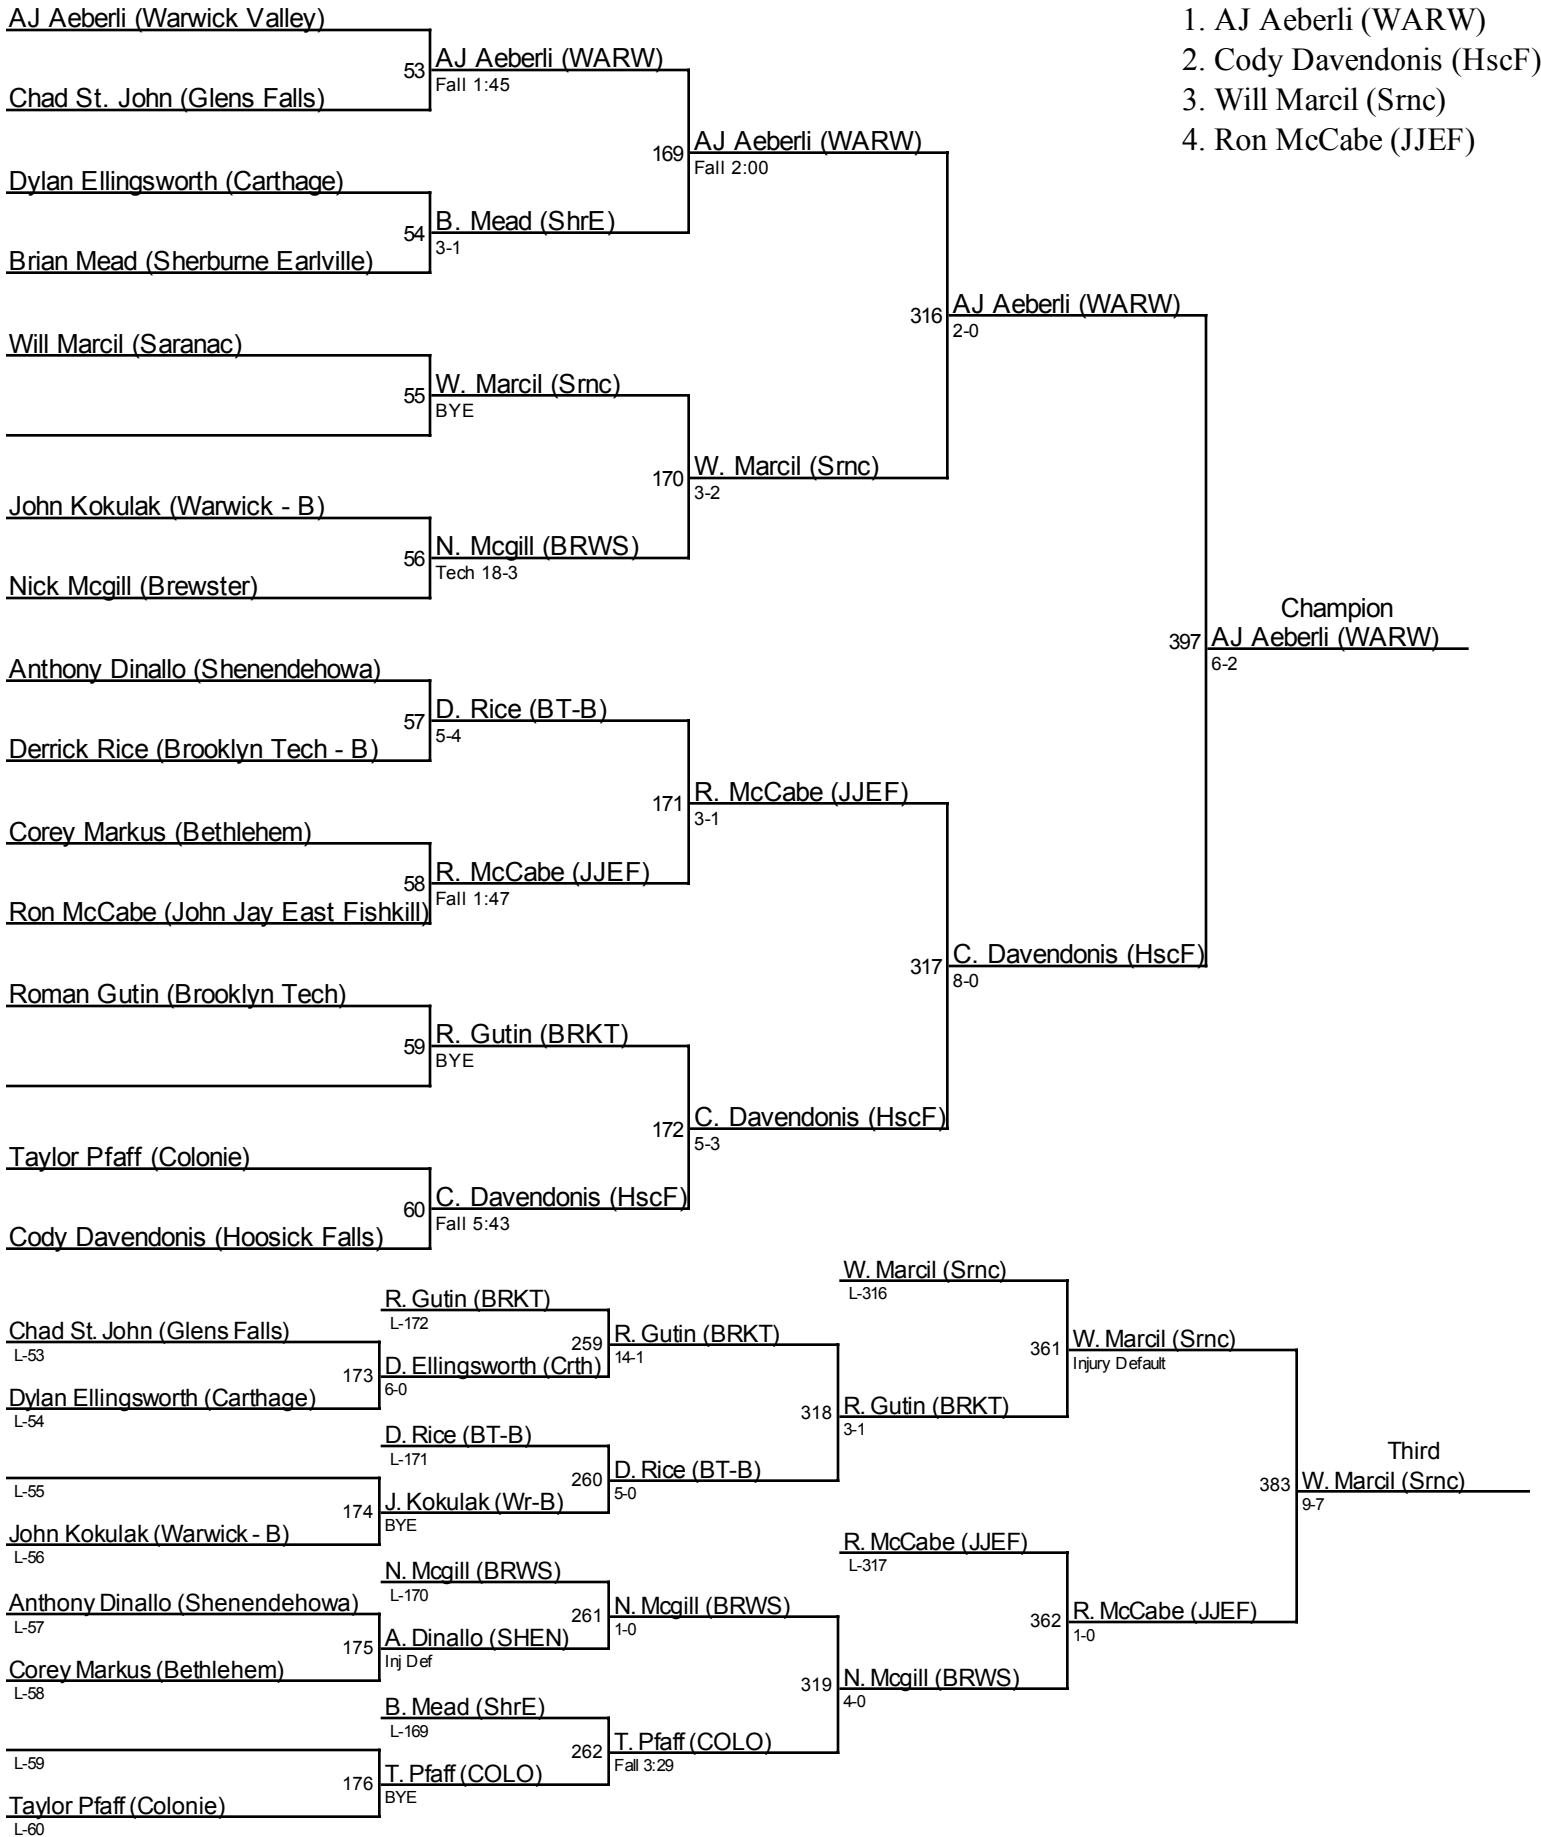 AJ Aeberli (Warwick Valley)
53
Chad St. John (Glens Falls)
AJ Aeberli (WARW)
Fall 1:45
Dylan Ellingsworth (Carthage)
54
Brian Mead (Sherburne Earlville)
B. Mead (ShrE)
3-1
169
AJ Aeberli (WARW)
Fall 2:00
Will Marcil (Saranac)
55
W. Marcil (Srnc)
BYE
John Kokulak (Warwick - B)
56
Nick Mcgill (Brewster)
N. Mcgill (BRWS)
Tech 18-3
170
W. Marcil (Srnc)
3-2
316
AJ Aeberli (WARW)
2-0
Anthony Dinallo (Shenendehowa)
57
Derrick Rice (Brooklyn Tech - B)
D. Rice (BT-B)
5-4
Corey Markus (Bethlehem)
58
Ron McCabe (John Jay East Fishkill)
R. McCabe (JJEF)
Fall 1:47
171
R. McCabe (JJEF)
3-1
Roman Gutin (Brooklyn Tech)
59
R. Gutin (BRKT)
BYE
Taylor Pfaff (Colonie)
60
Cody Davendonis (Hoosick Falls)
C. Davendonis (HscF)
Fall 5:43
172
C. Davendonis (HscF)
5-3
317
C. Davendonis (HscF)
8-0
397
Champion
AJ Aeberli (WARW)
6-2
1. AJ Aeberli (WARW)
2. Cody Davendonis (HscF)
3. Will Marcil (Srnc)
4. Ron McCabe (JJEF)
Chad St. John (Glens Falls)
L-53
173
Dylan Ellingsworth (Carthage)
L-54
R. Gutin (BRKT)
L-172
259
D. Ellingsworth (Crth)
6-0
R. Gutin (BRKT)
14-1
L-55
174
John Kokulak (Warwick - B)
L-56
D. Rice (BT-B)
L-171
260
J. Kokulak (Wr-B)
BYE
D. Rice (BT-B)
5-0
318
W. Marcil (Srnc)
L-316
361
R. Gutin (BRKT)
3-1
W. Marcil (Srnc)
Injury Default
Anthony Dinallo (Shenendehowa)
L-57
175
Corey Markus (Bethlehem)
L-58
N. Mcgill (BRWS)
L-170
261
A. Dinallo (SHEN)
Inj Def
N. Mcgill (BRWS)
1-0
L-59
176
Taylor Pfaff (Colonie)
L-60
B. Mead (ShrE)
L-169
262
T. Pfaff (COLO)
BYE
T. Pfaff (COLO)
Fall 3:29
319
R. McCabe (JJEF)
L-317
362
N. Mcgill (BRWS)
4-0
R. McCabe (JJEF)
1-0
383
Third
W. Marcil (Srnc)
9-7